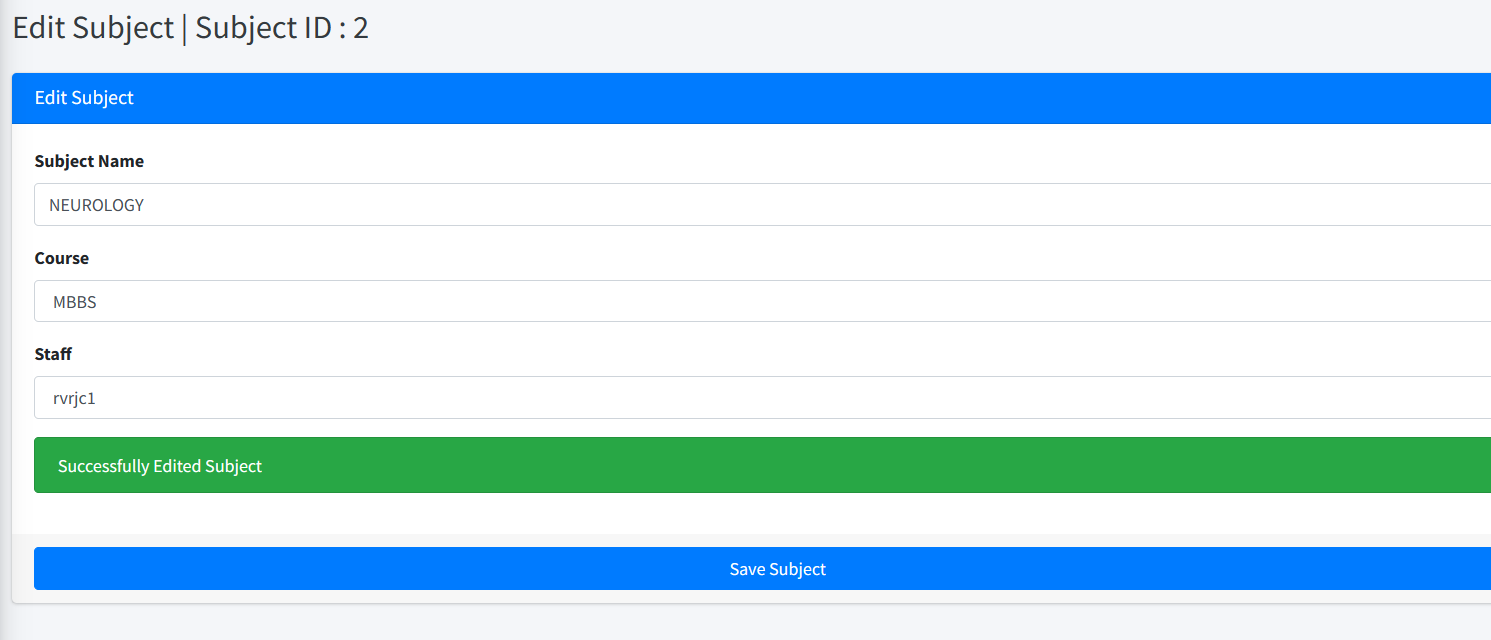 Edit Subject | Subject ID : 2
Edit Subject
Subject Name
NEUROLOGY
Course
MBBS
Staff
rvrjc1
Successfully Edited Subject
Save Subject